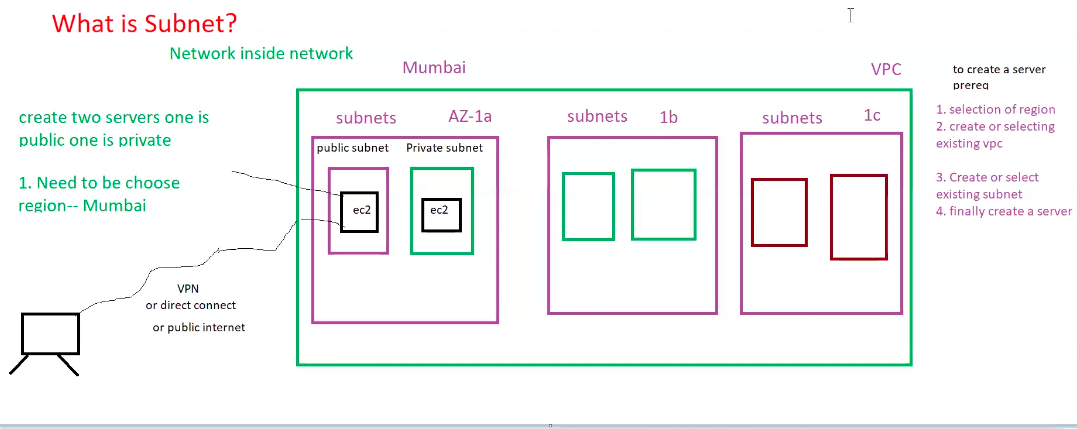 What is Subnet?
Network inside network
Mumbai
VPC
to create a server
prereq
create two servers one is
public one is private
1. Need to be choose
region-- Mumbai
subnets
AZ-1a
subnets
1b
subnets
1c
public subnet
Private subnet
ec2
ec2
1. selection of region
2. create or selecting
existing vpc
3. Create or select
existing subnet
4. finally create a server
VPN
or direct connect
or public internet